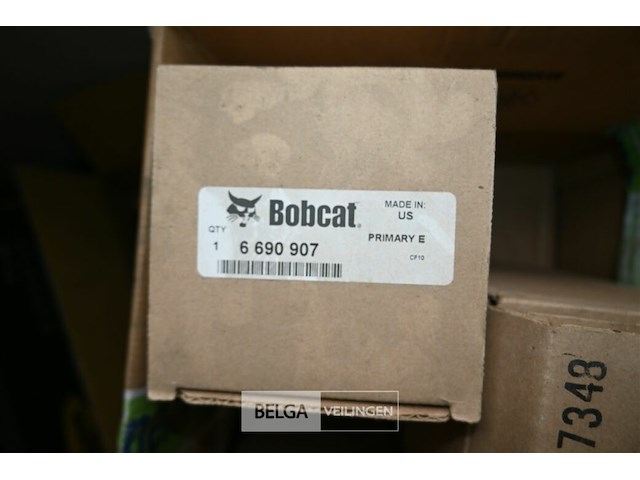 Bobcat
MADE IN:
US
QTY
1 6 690 907
PRIMARY E
CF10
7348
BELGA VEILINGEN